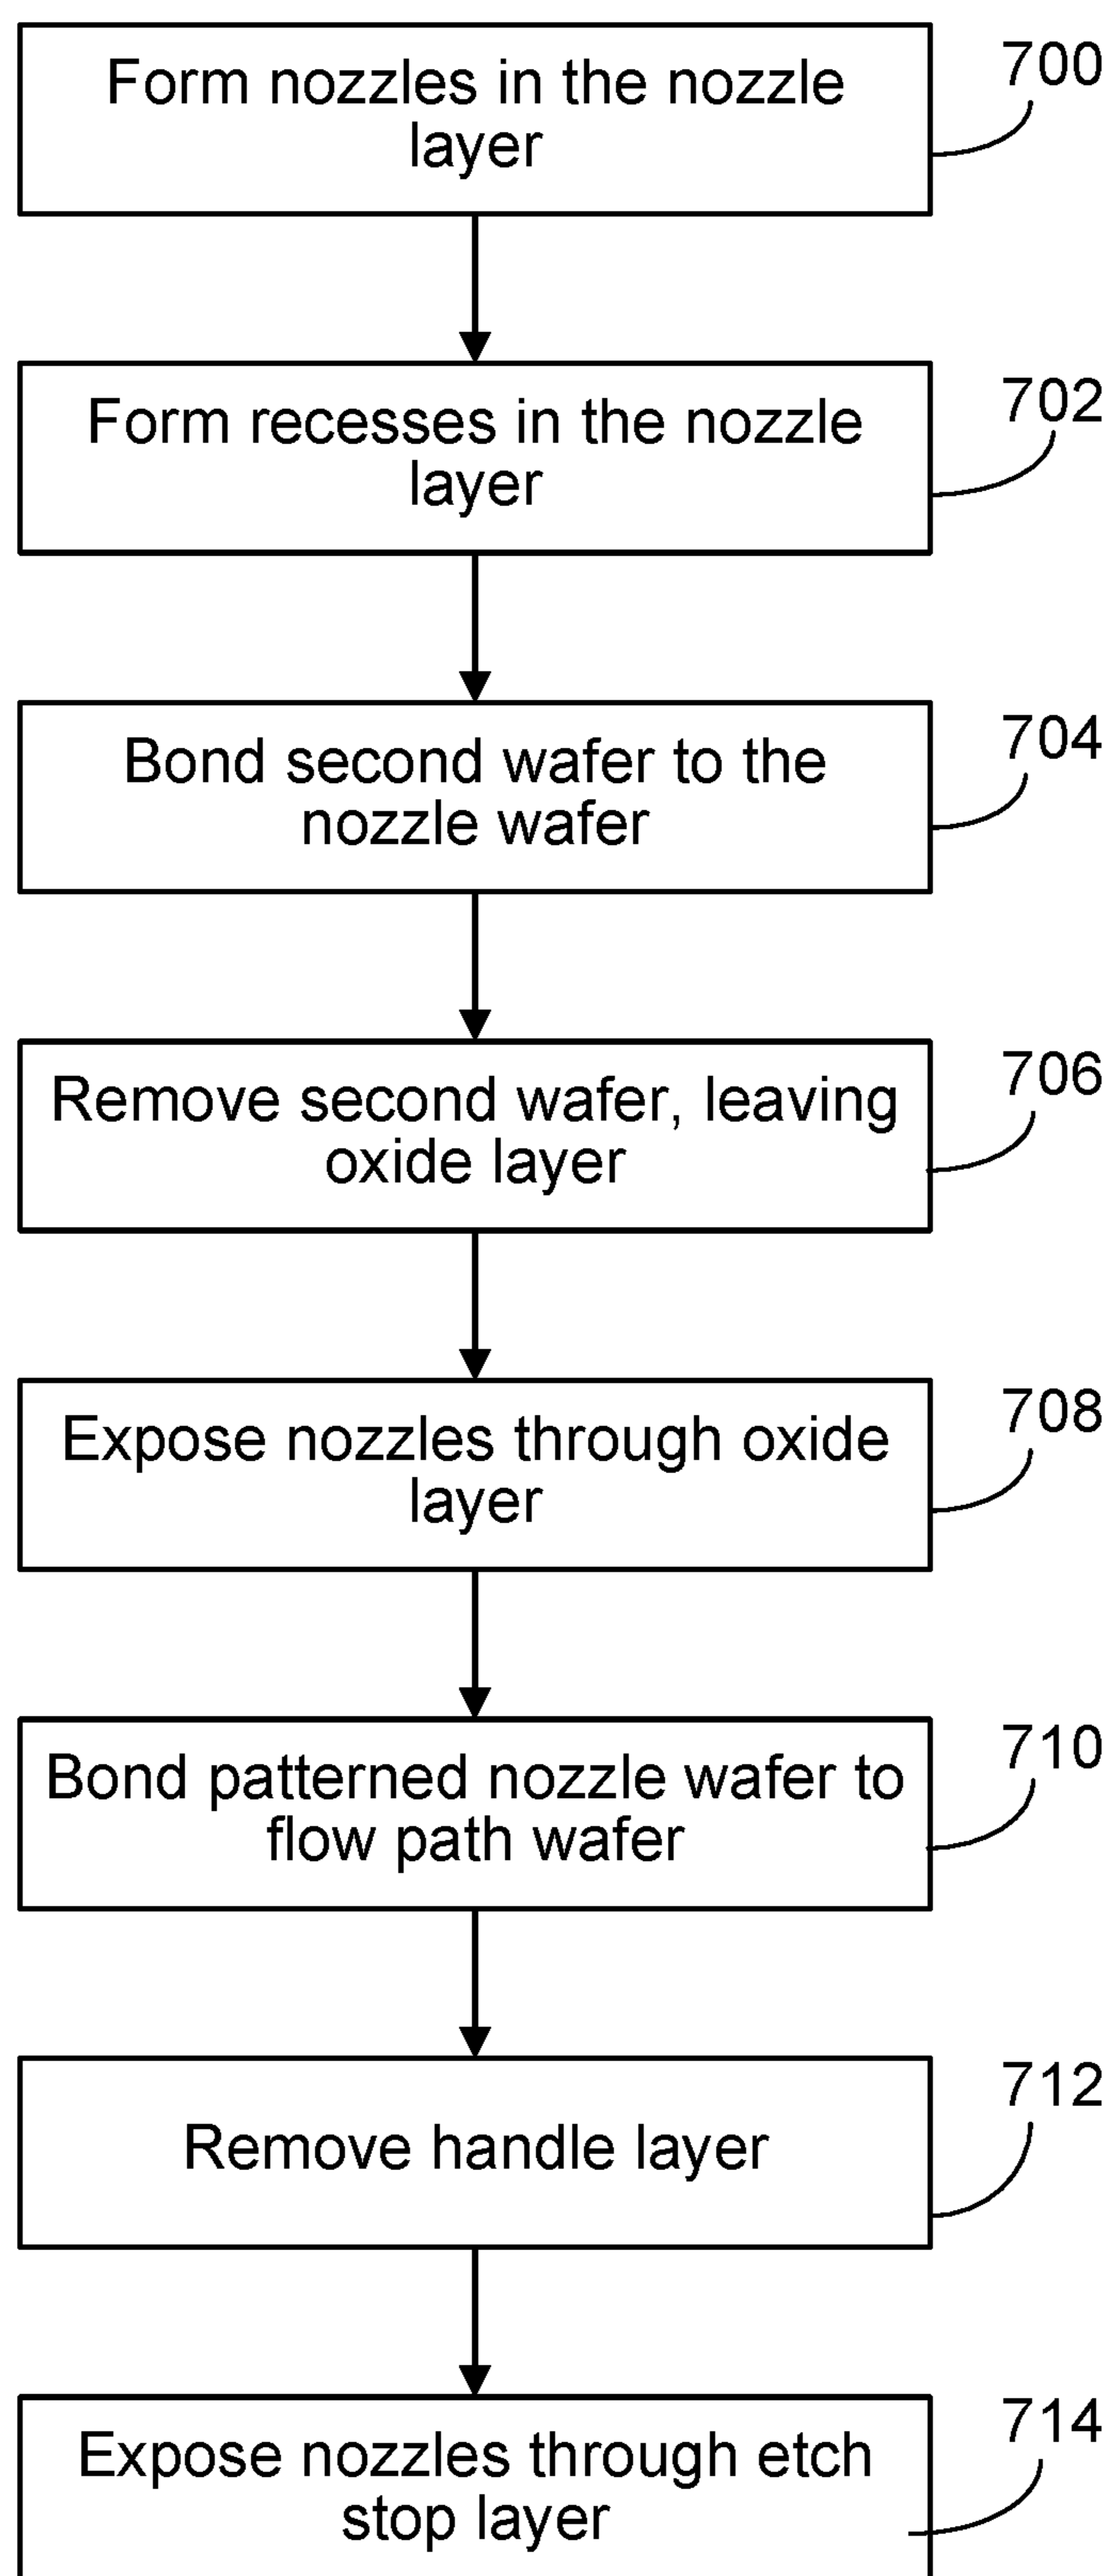 Form nozzles in the nozzle
layer
700
Form recesses in the nozzle
layer
702
Bond second wafer to the
nozzle wafer
704
Remove second wafer, leaving
oxide layer
706
Expose nozzles through oxide
layer
708
Bond patterned nozzle wafer to
flow path wafer
710
Remove handle layer
712
Expose nozzles through etch
stop layer
714